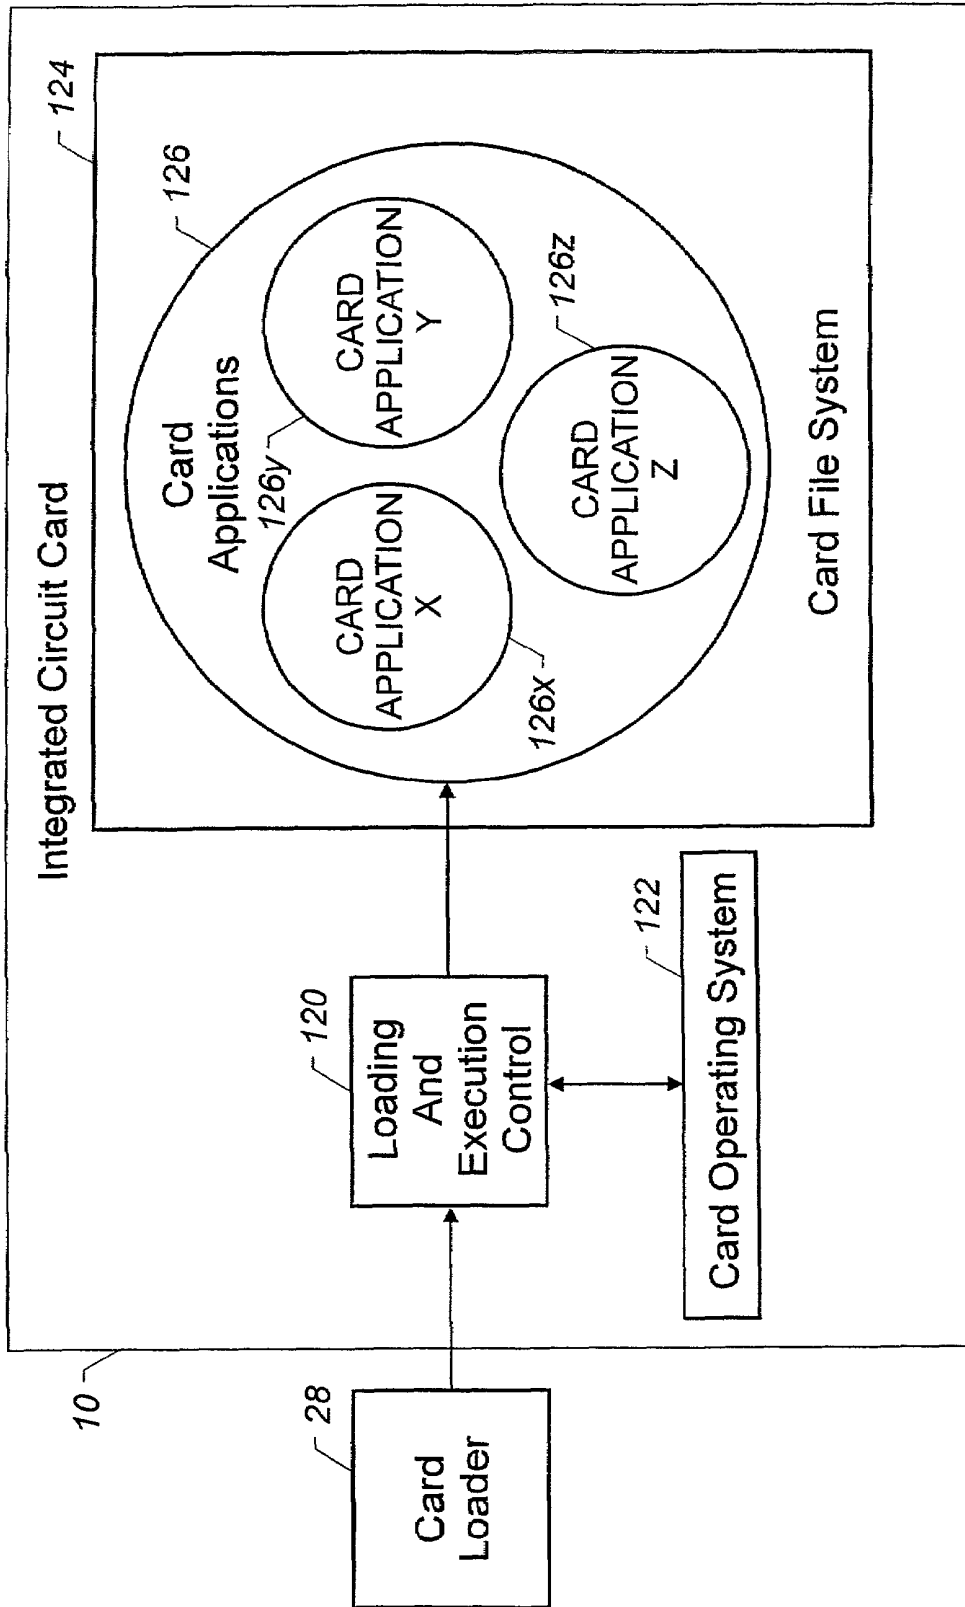 Integrated Circuit Card
10
28
Card
Loader
120
Loading
And
Execution
Control
122
Card Operating System
124
126
Card
Applications
126x
CARD
APPLICATION
X
126y
CARD
APPLICATION
Y
126z
CARD
APPLICATION
Z
Card File System